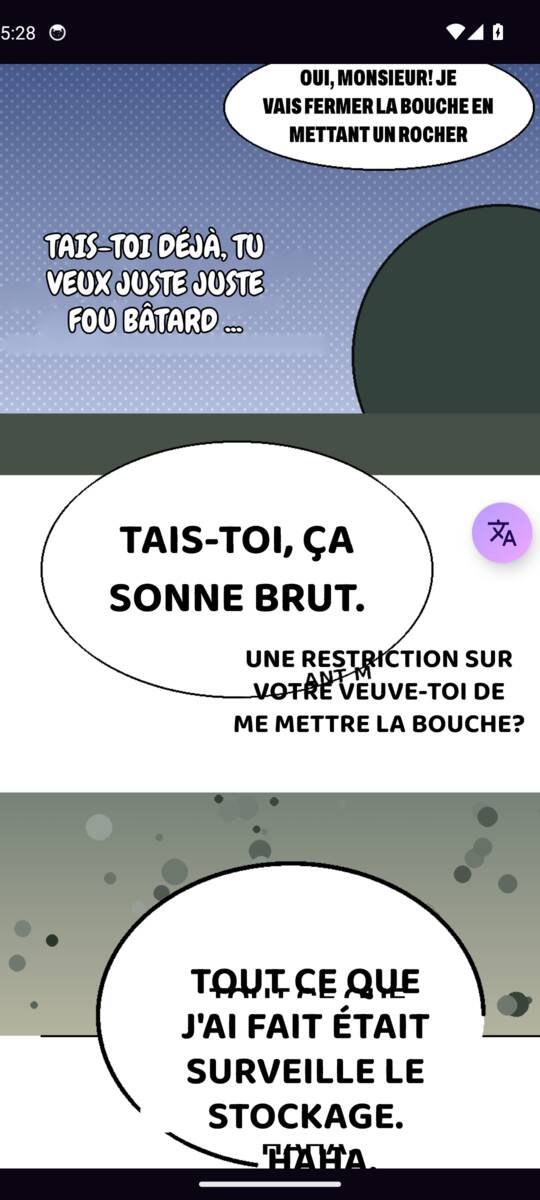 5:28
OUI, MONSIEUR! JE
VAIS FERMER LA BOUCHE EN
METTANT UN ROCHER
TAIS-TOI DÉJÀ, TU
VEUX JUSTE JUSTE
FOU BÂTARD ...
TAIS-TOI, ÇA
SONNE BRUT.
UNE RESTRICTION SUR
ANT M
VOTRE VEUVE-TOI DE
ME METTRE LA BOUCHE?
TOUT CE QUE
J'AI FAIT ÉTAIT
SURVEILLE LE
STOCKAGE.
HAHA.